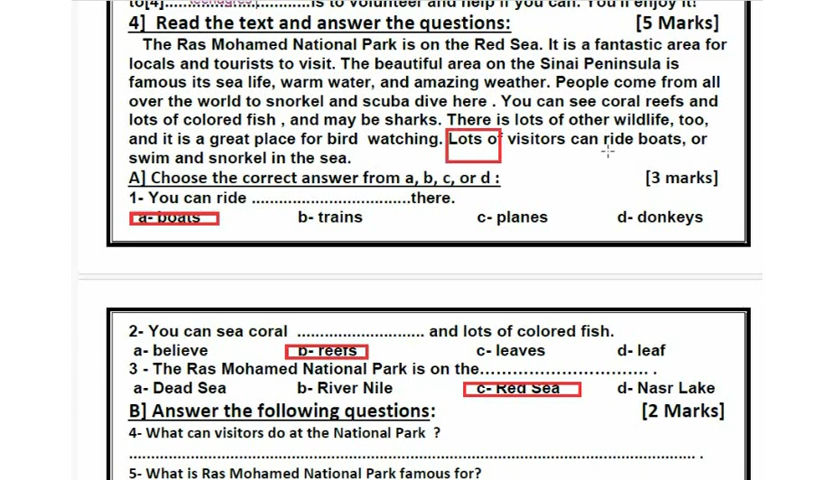 to[4]....teenagers,............is to volunteer and help if you can. You'll enjoy it!
4] Read the text and answer the questions: [5 Marks]
The Ras Mohamed National Park is on the Red Sea. It is a fantastic area for
locals and tourists to visit. The beautiful area on the Sinai Peninsula is
famous its sea life, warm water, and amazing weather. People come from all
over the world to snorkel and scuba dive here . You can see coral reefs and
lots of colored fish , and may be sharks. There is lots of other wildlife, too,
and it is a great place for bird watching. Lots of visitors can ride boats, or
swim and snorkel in the sea.
A] Choose the correct answer from a, b, c, or d : [3 marks]
1- You can ride ...................................there.
a- boats b- trains c- planes d- donkeys
2- You can sea coral ............................ and lots of colored fish.
a- believe b- reefs c- leaves d- leaf
3 - The Ras Mohamed National Park is on the................................ .
a- Dead Sea b- River Nile c- Red Sea d- Nasr Lake
B] Answer the following questions: [2 Marks]
4- What can visitors do at the National Park ?
................................................................................................................ .
5- What is Ras Mohamed National Park famous for?